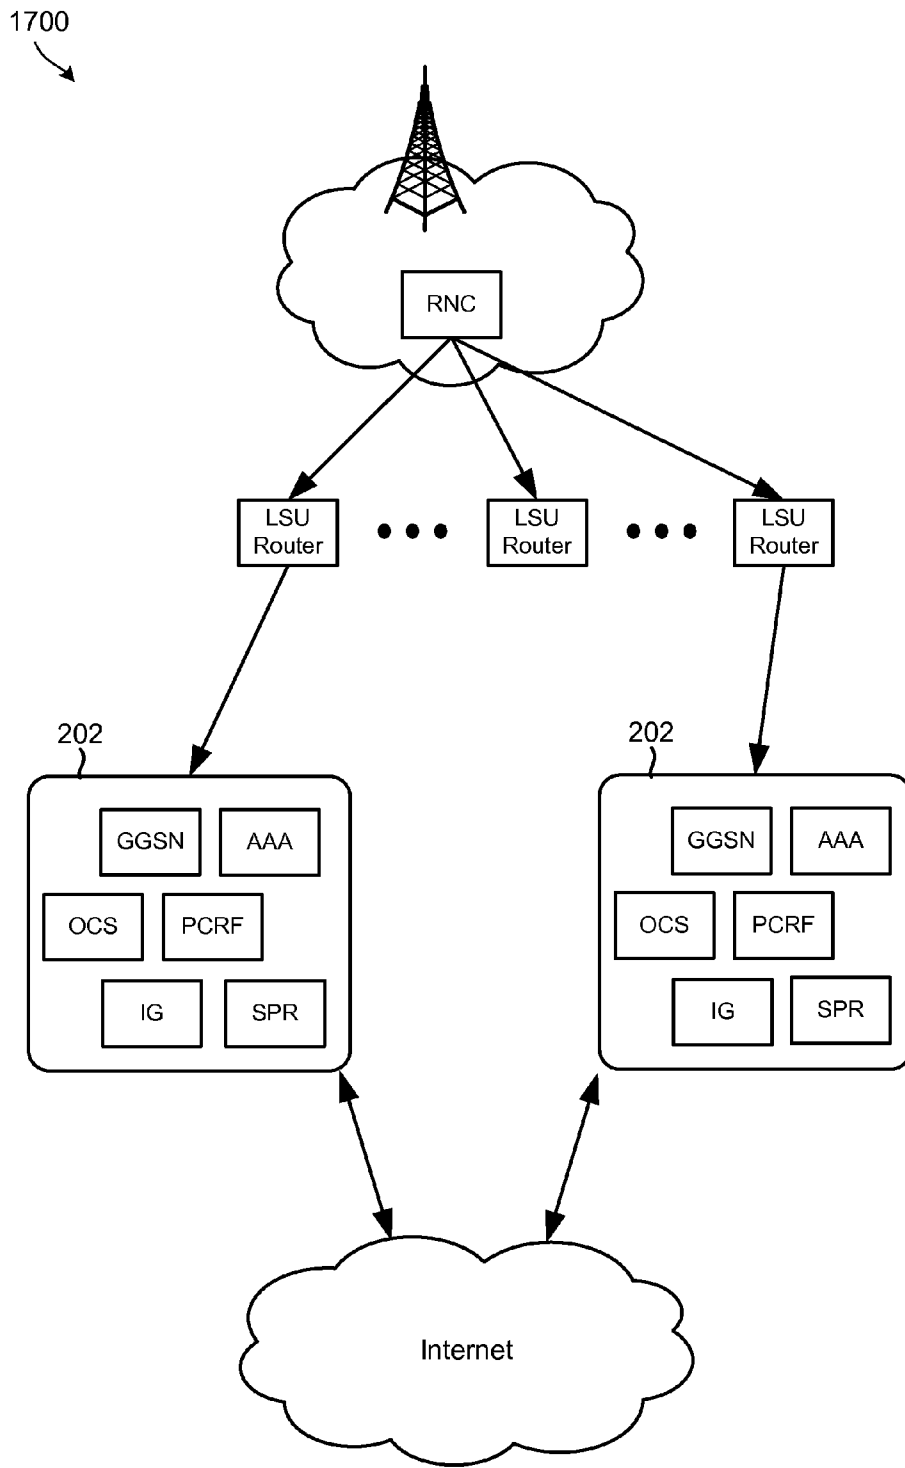 1700
RNC
LSU
Router
LSU
Router
LSU
Router
202
202
GGSN
AAA
OCS
PCRF
IG
SPR
GGSN
AAA
OCS
PCRF
IG
SPR
Internet